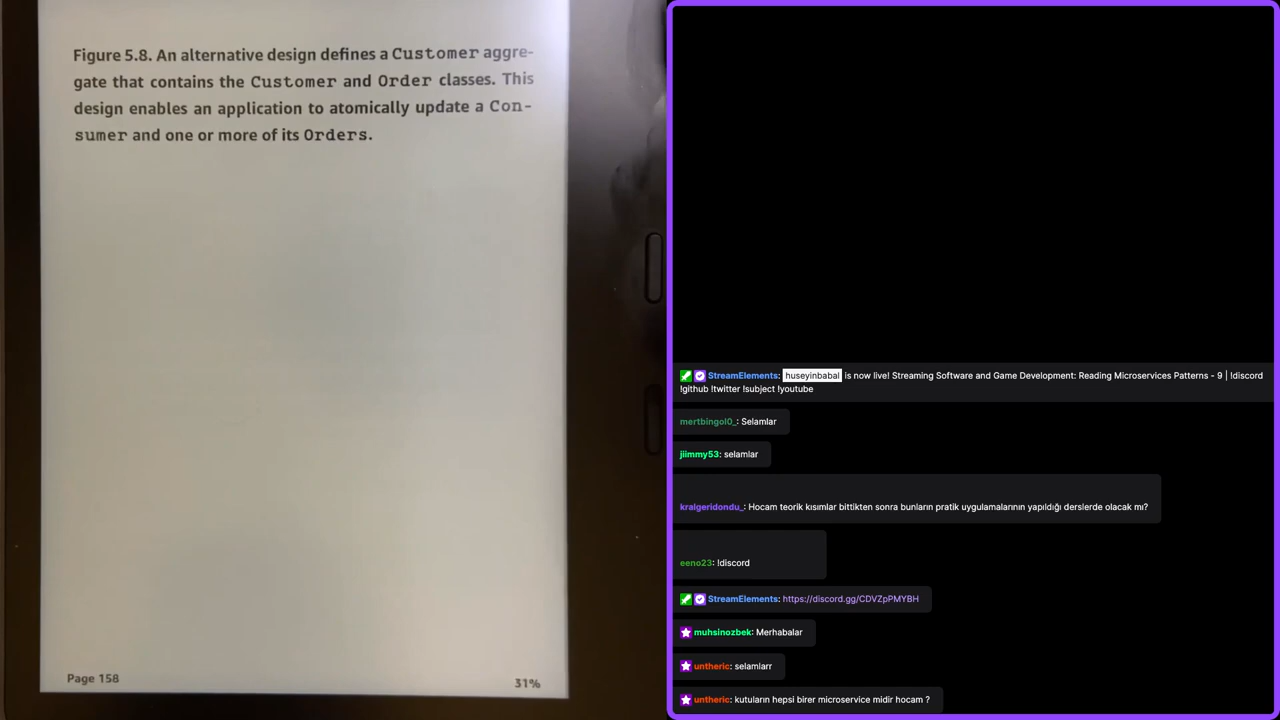 Figure 5.8. An alternative design defines a Customer aggre-
gate that contains the Customer and Order classes. This
design enables an application to atomically update a Con-
sumer and one or more of its Orders.
Page 158
31%
StreamElements: huseyinbabal is now live! Streaming Software and Game Development: Reading Microservices Patterns - 9 | !discord
!github !twitter !subject !youtube
mertbingol0_: Selamlar
jiimmy53: selamlar
kralgeridondu_: Hocam teorik kısımlar bittikten sonra bunların pratik uygulamalarının yapıldığı derslerde olacak mı?
eeno23: !discord
StreamElements: https://discord.gg/CDVZpPMYBH
muhsinozbek: Merhabalar
untheric: selamlarr
untheric: kutuların hepsi birer microservice midir hocam ?